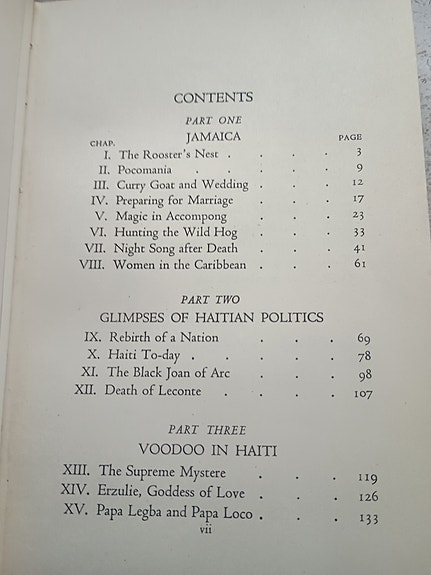 CONTENTS
PART ONE
JAMAICA
CHAP. PAGE
I. The Rooster's Nest . . . . 3
II. Pocomania . . . . 9
III. Curry Goat and Wedding . . . 12
IV. Preparing for Marriage . . . 17
V. Magic in Accompong . . . 23
VI. Hunting the Wild Hog . . . 33
VII. Night Song after Death . . . 41
VIII. Women in the Caribbean . . . 61
PART TWO
GLIMPSES OF HAITIAN POLITICS
IX. Rebirth of a Nation . . . 69
X. Haiti To-day . . . . . 78
XI. The Black Joan of Arc . . . 98
XII. Death of Leconte . . . . 107
PART THREE
VOODOO IN HAITI
XIII. The Supreme Mystere . . . 119
XIV. Erzulie, Goddess of Love . . . 126
XV. Papa Legba and Papa Loco . . . 133
vii